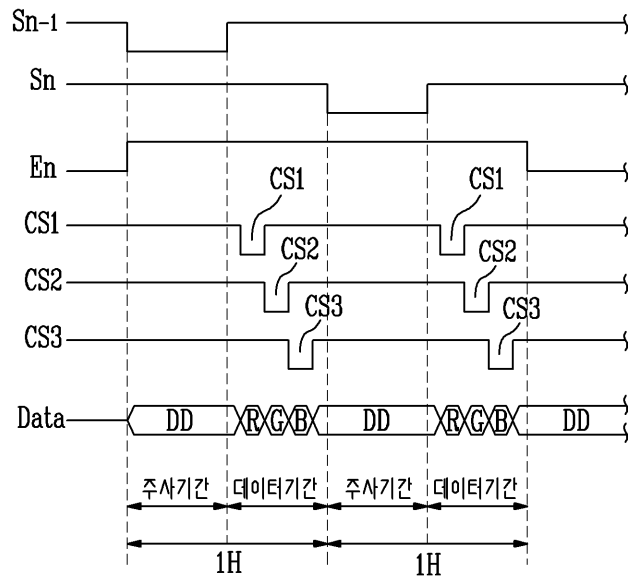 Sn-1
Sn
En
CS1 CS1
CS1
CS2 CS2
CS2
CS3 CS3
CS3
Data DD R G B DD R G B DD
주사기간 데이터기간 주사기간 데이터기간
1H 1H